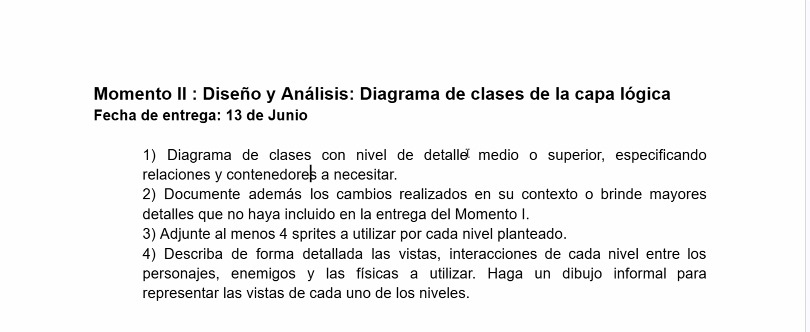 Momento II : Diseño y Análisis: Diagrama de clases de la capa lógica
Fecha de entrega: 13 de Junio
1) Diagrama de clases con nivel de detalle medio o superior, especificando
relaciones y contenedores a necesitar.
2) Documente además los cambios realizados en su contexto o brinde mayores
detalles que no haya incluido en la entrega del Momento I.
3) Adjunte al menos 4 sprites a utilizar por cada nivel planteado.
4) Describa de forma detallada las vistas, interacciones de cada nivel entre los
personajes, enemigos y las físicas a utilizar. Haga un dibujo informal para
representar las vistas de cada uno de los niveles.